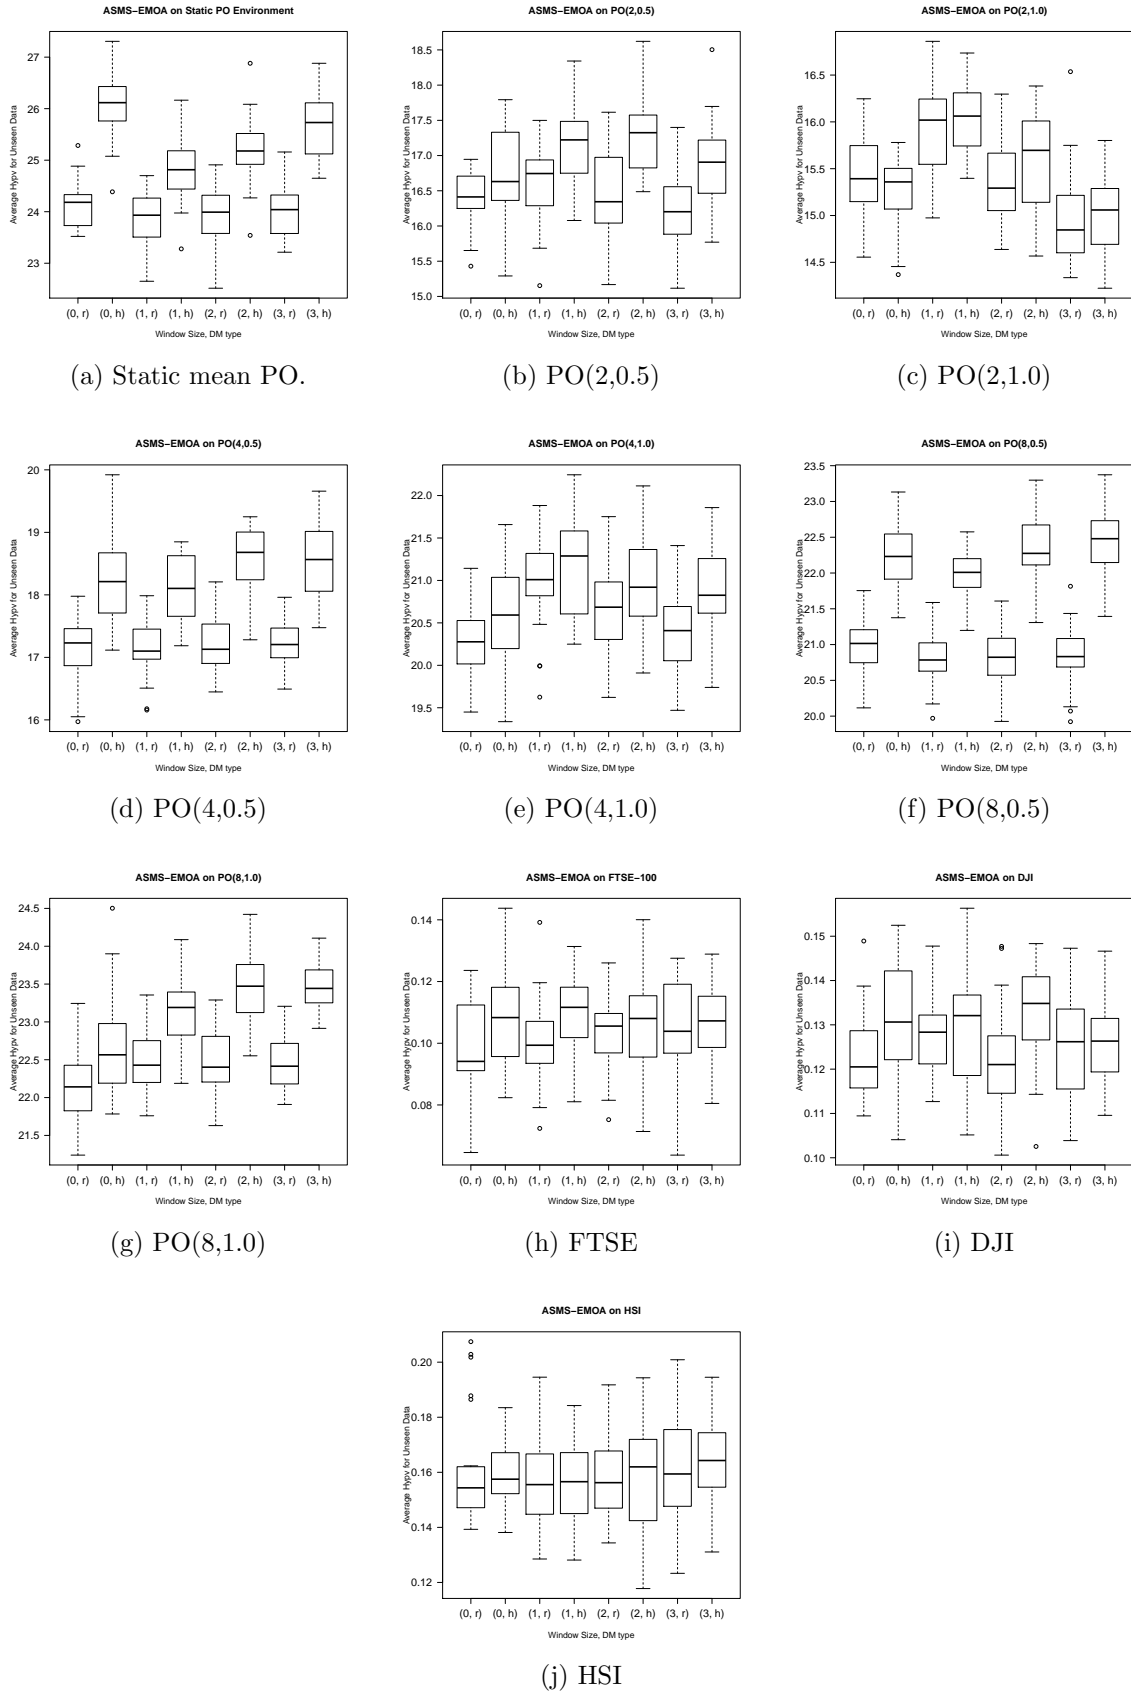 ASMS−EMOA on Static PO Environment
Average Hypv for Unseen Data
27
26
25
24
23
(0, r) (0, h) (1, r) (1, h) (2, r) (2, h) (3, r) (3, h)
Window Size, DM type
(a) Static mean PO.
ASMS−EMOA on PO(2,0.5)
Average Hypv for Unseen Data
18.5
18.0
17.5
17.0
16.5
16.0
15.5
15.0
(0, r) (0, h) (1, r) (1, h) (2, r) (2, h) (3, r) (3, h)
Window Size, DM type
(b) PO(2,0.5)
ASMS−EMOA on PO(2,1.0)
Average Hypv for Unseen Data
16.5
16.0
15.5
15.0
14.5
(0, r) (0, h) (1, r) (1, h) (2, r) (2, h) (3, r) (3, h)
Window Size, DM type
(c) PO(2,1.0)
ASMS−EMOA on PO(4,0.5)
Average Hypv for Unseen Data
20
19
18
17
16
(0, r) (0, h) (1, r) (1, h) (2, r) (2, h) (3, r) (3, h)
Window Size, DM type
(d) PO(4,0.5)
ASMS−EMOA on PO(4,1.0)
Average Hypv for Unseen Data
22.0
21.5
21.0
20.5
20.0
19.5
(0, r) (0, h) (1, r) (1, h) (2, r) (2, h) (3, r) (3, h)
Window Size, DM type
(e) PO(4,1.0)
ASMS−EMOA on PO(8,0.5)
Average Hypv for Unseen Data
23.5
23.0
22.5
22.0
21.5
21.0
20.5
20.0
(0, r) (0, h) (1, r) (1, h) (2, r) (2, h) (3, r) (3, h)
Window Size, DM type
(f) PO(8,0.5)
ASMS−EMOA on PO(8,1.0)
Average Hypv for Unseen Data
24.5
24.0
23.5
23.0
22.5
22.0
21.5
(0, r) (0, h) (1, r) (1, h) (2, r) (2, h) (3, r) (3, h)
Window Size, DM type
(g) PO(8,1.0)
ASMS−EMOA on FTSE−100
Average Hypv for Unseen Data
0.14
0.12
0.10
0.08
(0, r) (0, h) (1, r) (1, h) (2, r) (2, h) (3, r) (3, h)
Window Size, DM type
(h) FTSE
ASMS−EMOA on DJI
Average Hypv for Unseen Data
0.15
0.14
0.13
0.12
0.11
0.10
(0, r) (0, h) (1, r) (1, h) (2, r) (2, h) (3, r) (3, h)
Window Size, DM type
(i) DJI
ASMS−EMOA on HSI
Average Hypv for Unseen Data
0.20
0.18
0.16
0.14
0.12
(0, r) (0, h) (1, r) (1, h) (2, r) (2, h) (3, r) (3, h)
Window Size, DM type
(j) HSI